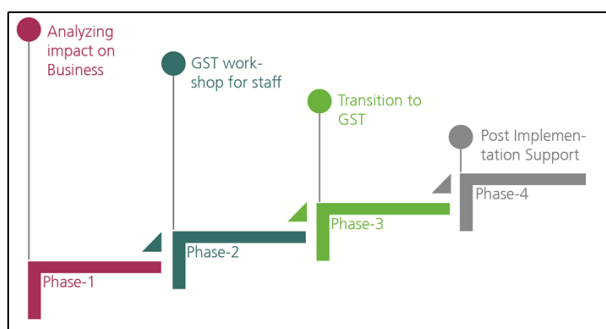 Analyzing
impact on
Business
GST work-
shop for staff
Transition to
GST
Post Implemen-
tation Support
Phase-1
Phase-2
Phase-3
Phase-4